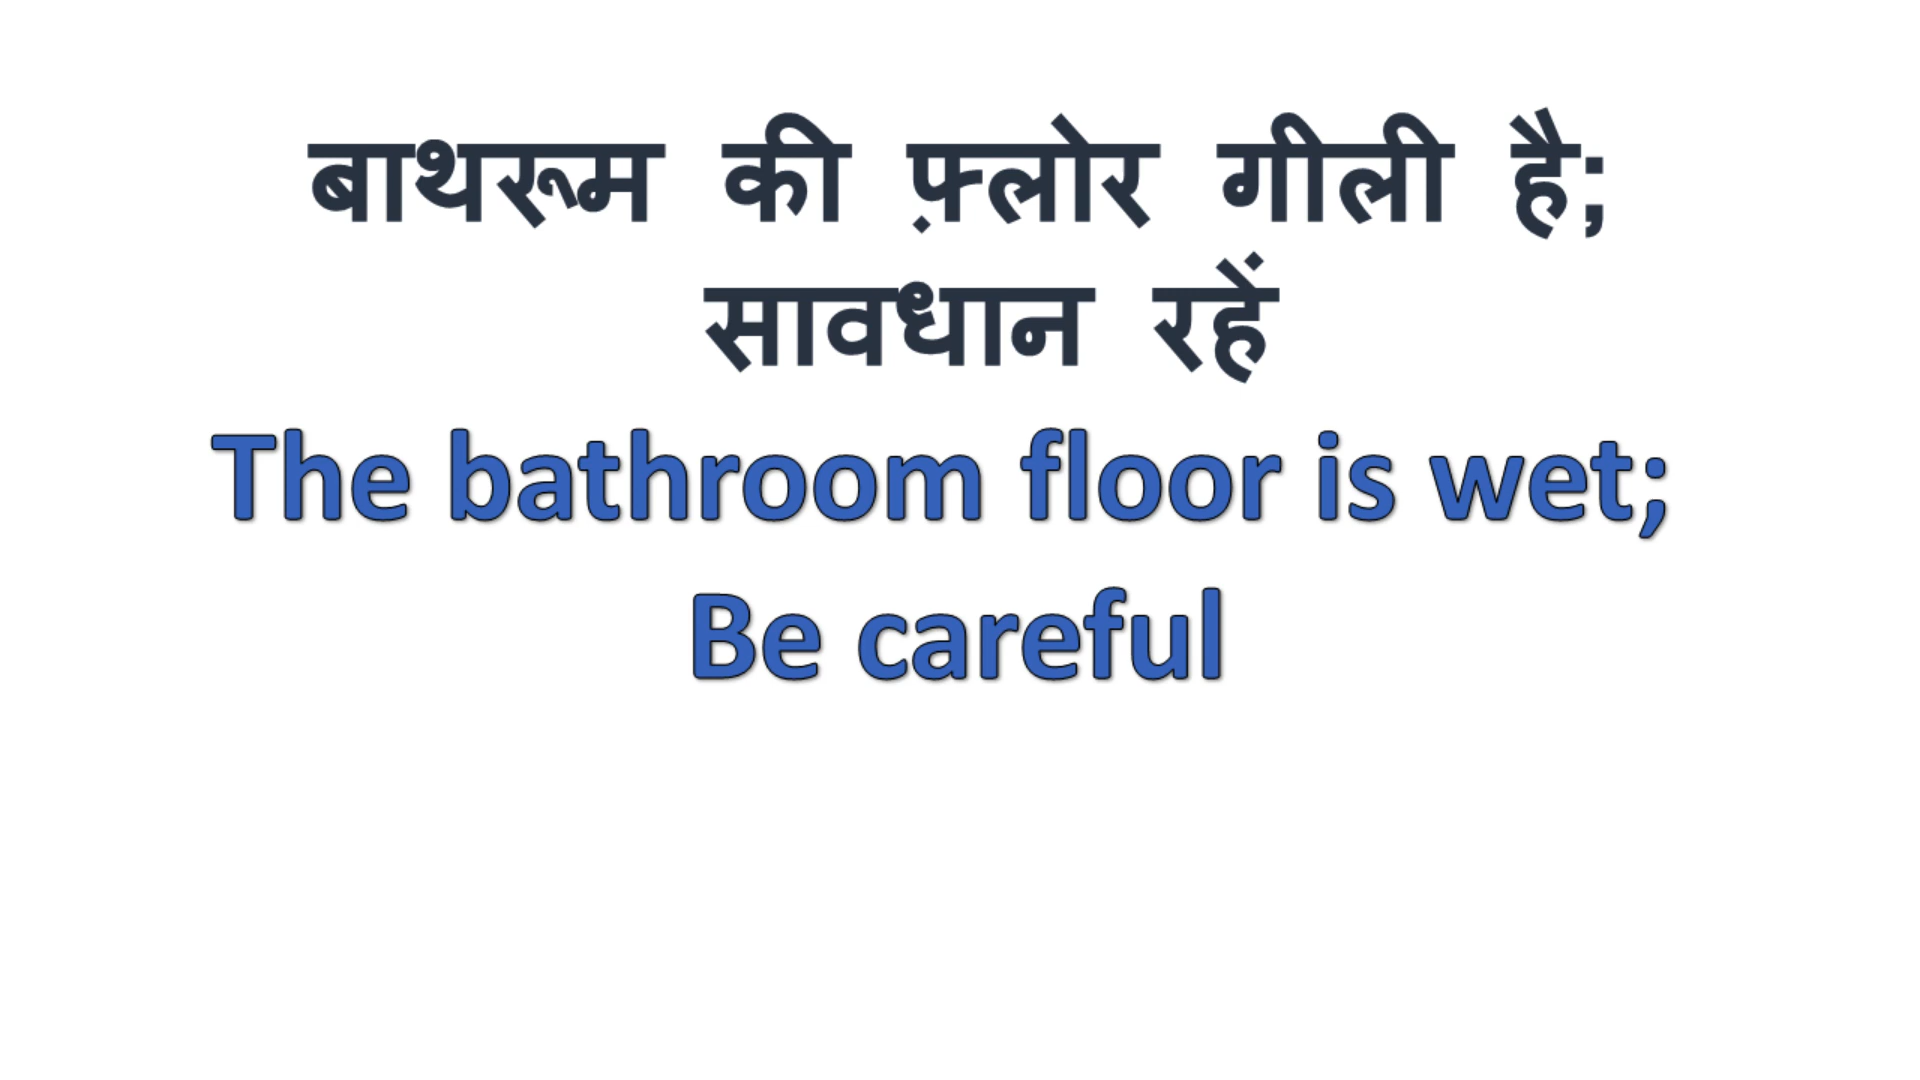 बाथरूम की फ़्लोर गीली है;
सावधान रहें
The bathroom floor is wet;
Be careful